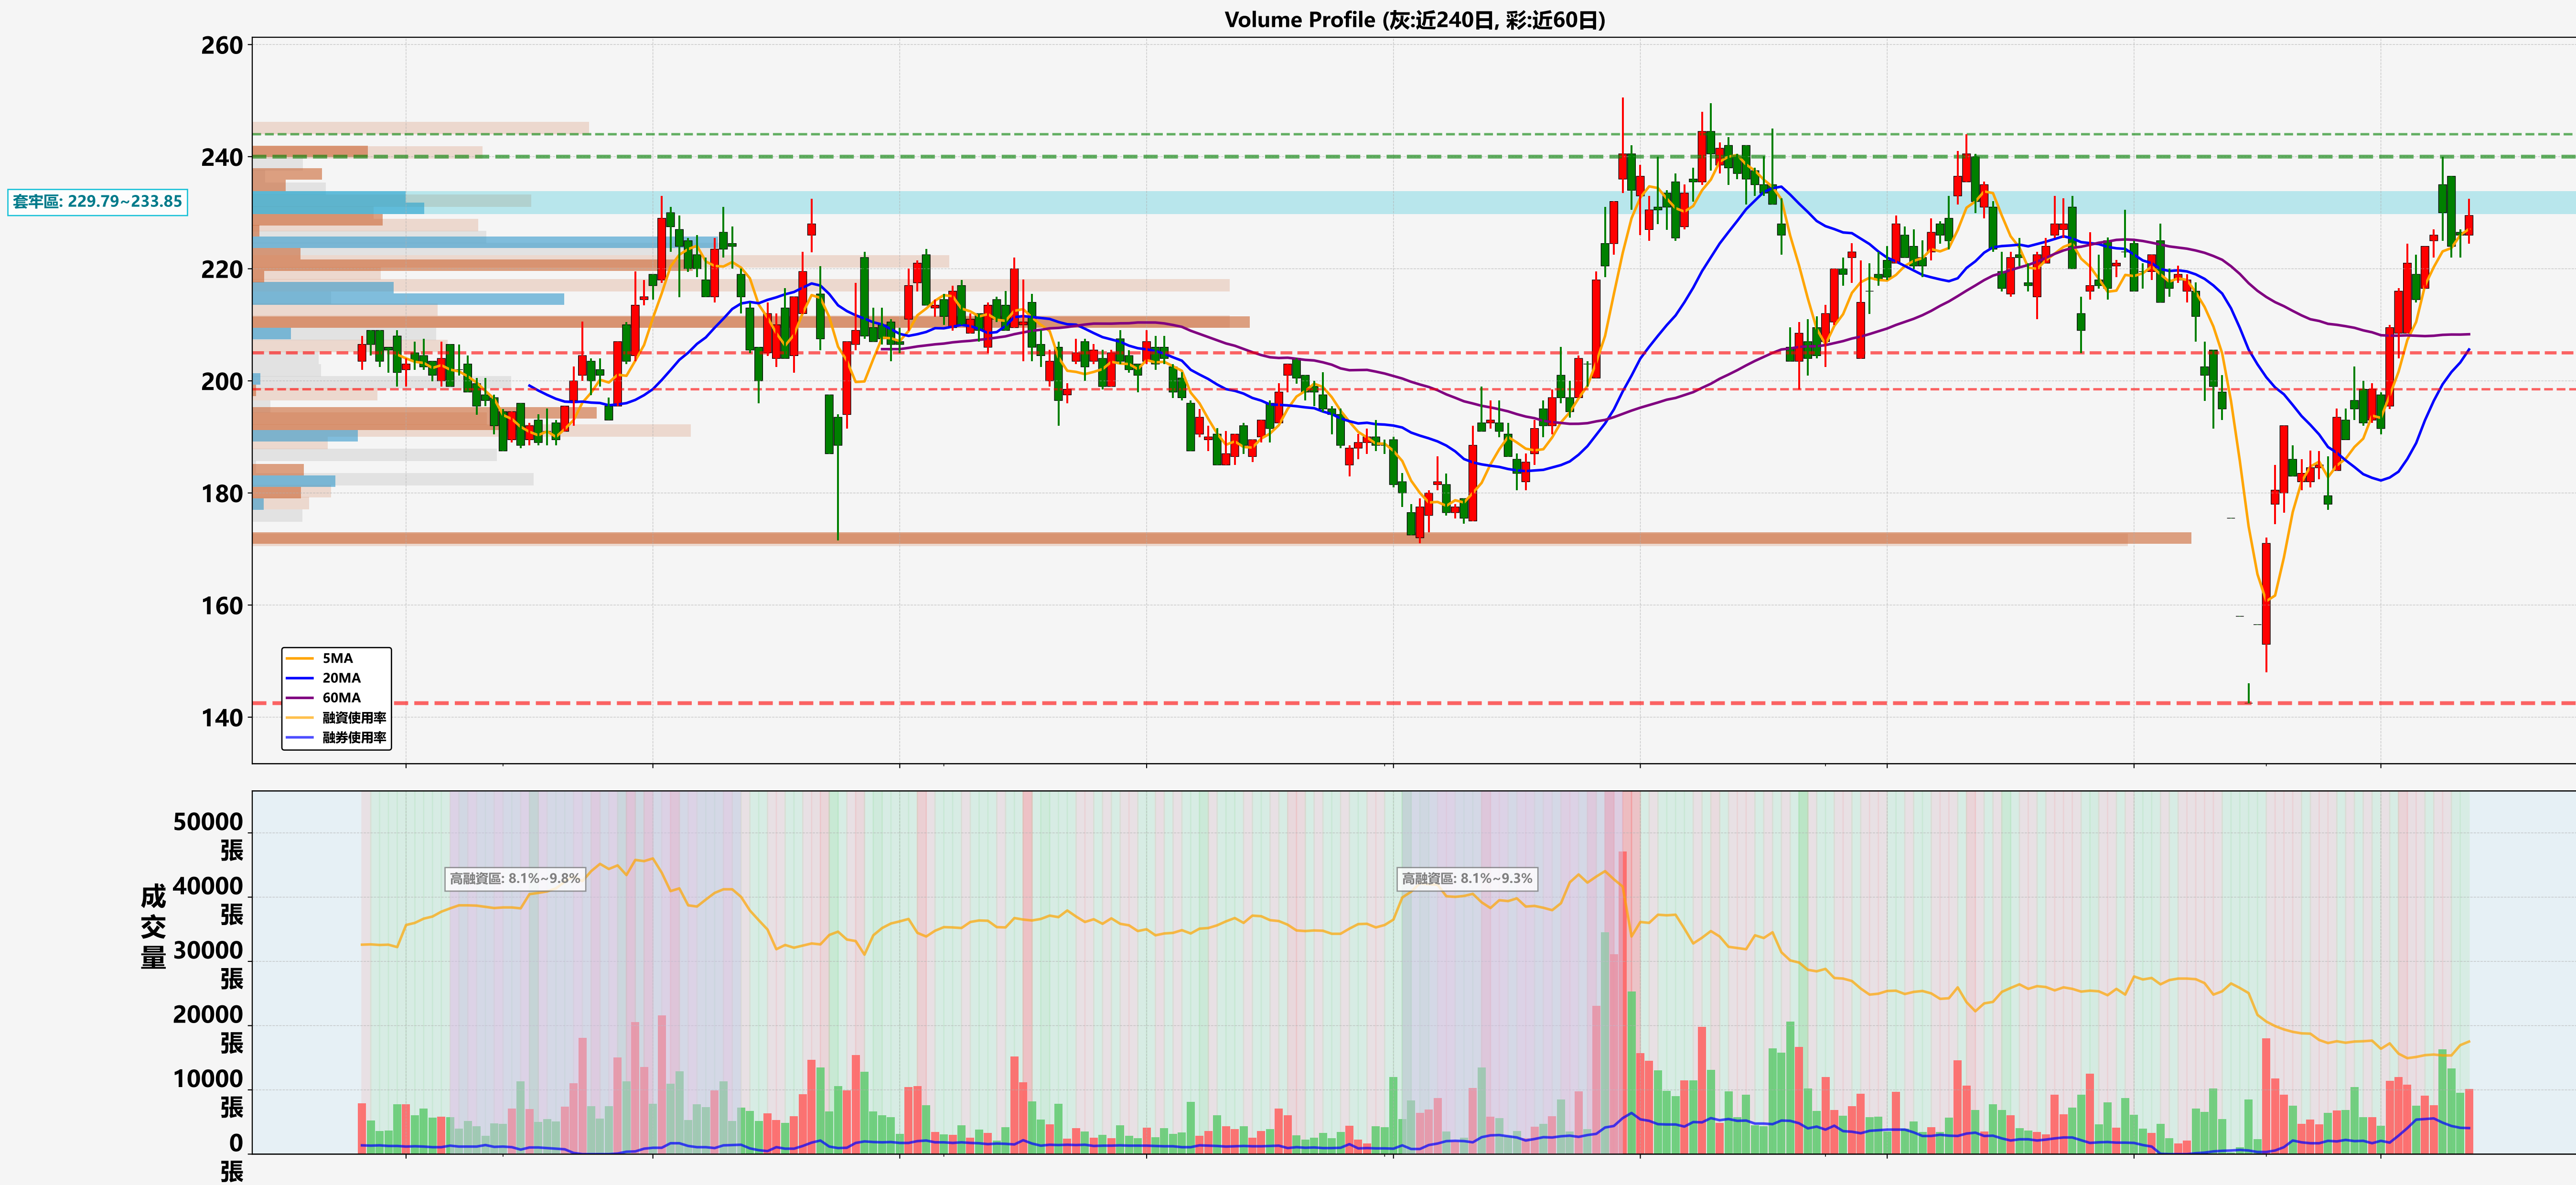 Volume Profile (灰:近240日, 彩:近60日)
260
240
套牢區: 229.79~233.85
220
200
180
160
140
5MA
20MA
60MA
融資使用率
融券使用率
成交量
50000
張
40000
張
30000
張
20000
張
10000
張
0
張
高融資區: 8.1%~9.8%
高融資區: 8.1%~9.3%